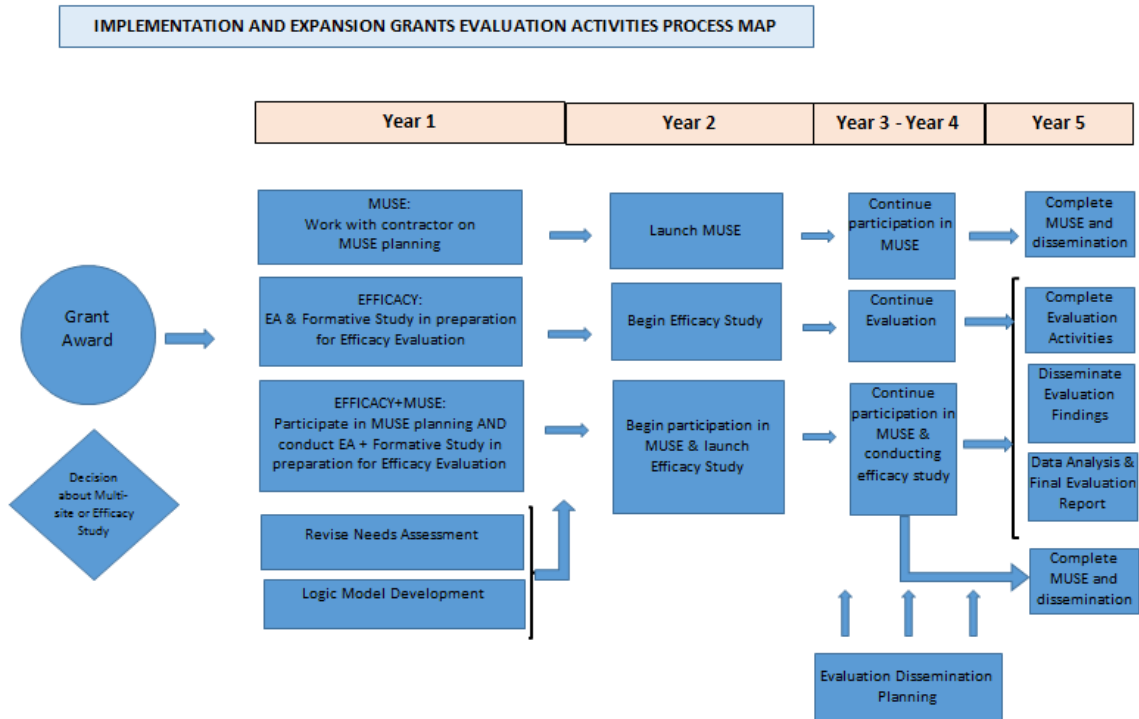 IMPLEMENTATION AND EXPANSION GRANTS EVALUATION ACTIVITIES PROCESS MAP
Year 1
Year 2
Year 3 - Year 4
Year 5
Grant
Award
Decision
about Multi-
site or Efficacy
Study
MUSE:
Work with contractor on
MUSE planning
Launch MUSE
Continue
participation in
MUSE
Complete
MUSE and
dissemination
EFFICACY:
EA & Formative Study in preparation
for Efficacy Evaluation
Begin Efficacy Study
Continue
Evaluation
Complete
Evaluation
Activities
EFFICACY+MUSE:
Participate in MUSE planning AND
conduct EA + Formative Study in
preparation for Efficacy Evaluation
Begin participation in
MUSE & launch
Efficacy Study
Continue
participation in
MUSE &
conducting
efficacy study
Disseminate
Evaluation
Findings
Data Analysis &
Final Evaluation
Report
Revise Needs Assessment
Logic Model Development
Complete
MUSE and
dissemination
Evaluation Dissemination
Planning